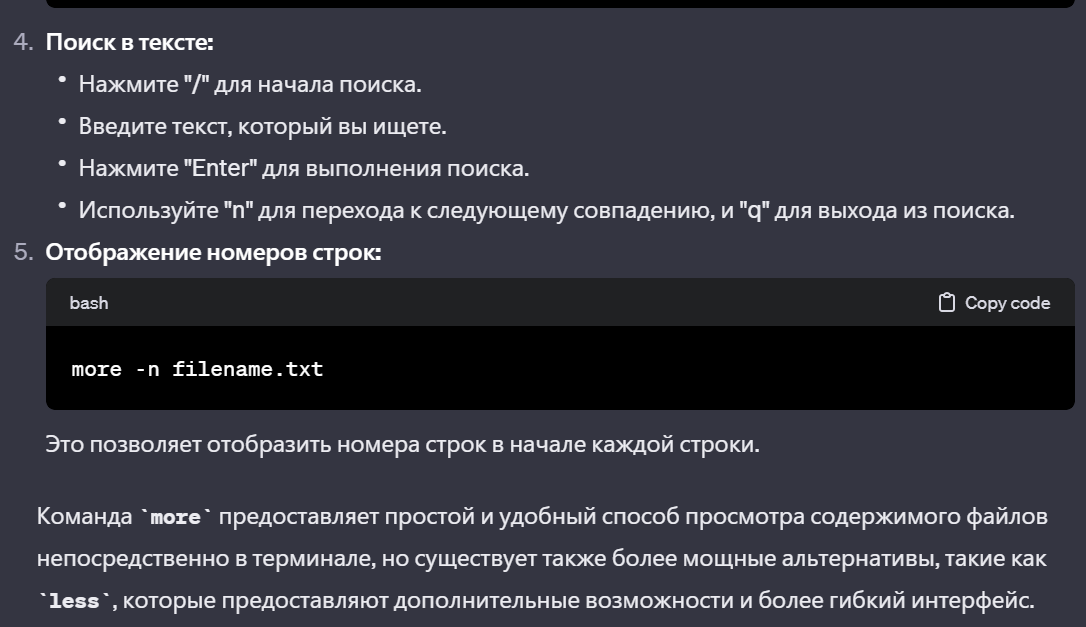 4. Поиск в тексте:
• Нажмите "/" для начала поиска.
• Введите текст, который вы ищете.
• Нажмите "Enter" для выполнения поиска.
• Используйте "n" для перехода к следующему совпадению, и "q" для выхода из поиска.
5. Отображение номеров строк:
bash Copy code
more -n filename.txt
Это позволяет отобразить номера строк в начале каждой строки.
Команда `more` предоставляет простой и удобный способ просмотра содержимого файлов
непосредственно в терминале, но существует также более мощные альтернативы, такие как
`less`, которые предоставляют дополнительные возможности и более гибкий интерфейс.